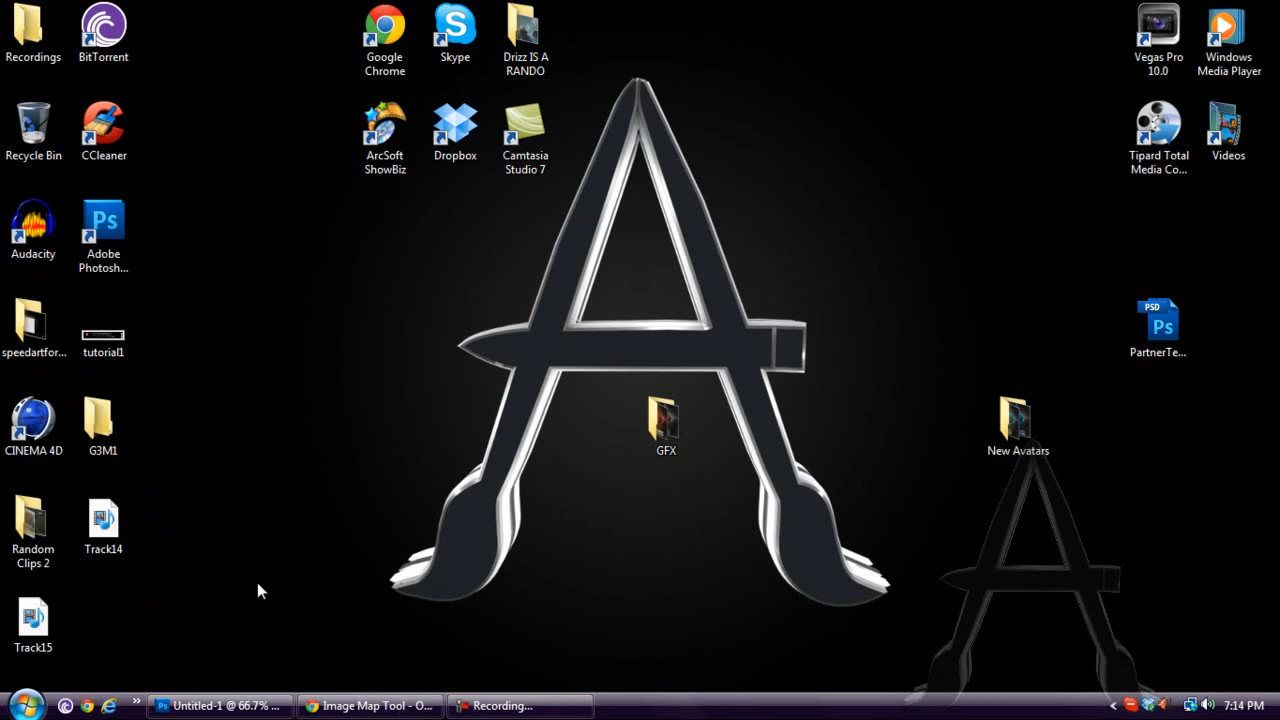 Recordings
BitTorrent
Google
Chrome
Skype
Drizz IS A
RANDO
Vegas Pro
10.0
Windows
Media Player
Recycle Bin
CCleaner
ArcSoft
ShowBiz
Dropbox
Camtasia
Studio 7
Tipard Total
Media Co...
Videos
Ps
Audacity
Adobe
Photosh...
speedartfor...
tutorial1
PSD
Ps
PartnerTe...
CINEMA 4D
G3M1
GFX
New Avatars
Random
Clips 2
Track14
Track15
Ps
Untitled-1 @ 66.7% ...
Image Map Tool - O...
Recording...
7:14 PM